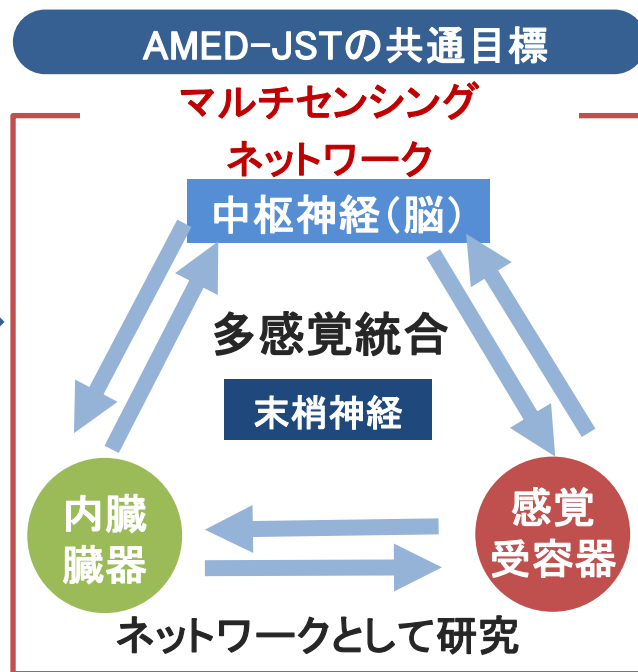 AMED-JSTの共通目標
マルチセンシング
ネットワーク
中枢神経(脳)
多感覚統合
末梢神経
内臓
臓器
感覚
受容器
ネットワークとして研究